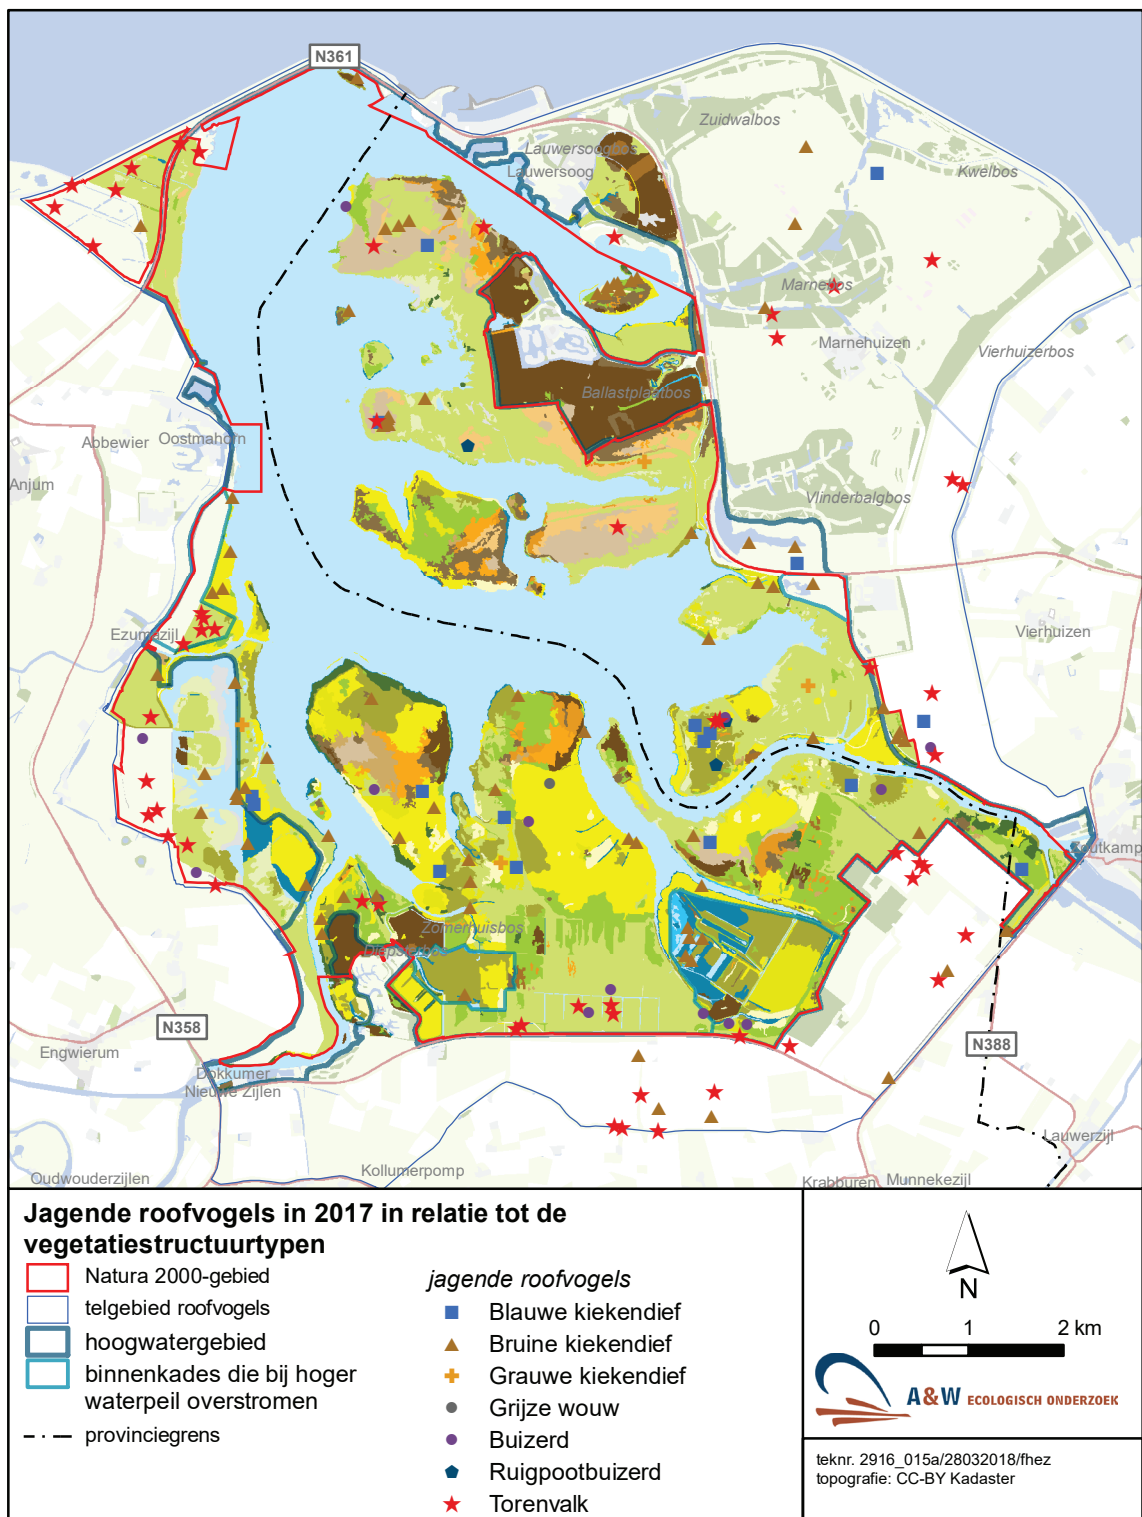 N361
Zuidwalbos
Lauwersoogbos
Lauwersoog
Kwelbos
Marnebos
Marnehuizen
Vierhuizerbos
Ballastplaatbos
Abbewier
Oostmahorn
Anjum
Vlinderbalgbos
Ezumazijl
Vierhuizen
Zoutkamp
Zomerhuisbos
Diepsterbos
N358
N388
Engwierum
Dokkumer
Nieuwe Zijlen
Lauwerzijl
Kollumerpomp
Oudwouderzijlen
Krabburen
Munnekezijl
Jagende roofvogels in 2017 in relatie tot de
vegetatiestructuurtypen
Natura 2000-gebied
telgebied roofvogels
hoogwatergebied
binnenkades die bij hoger
waterpeil overstromen
provinciegrens
jagende roofvogels
Blauwe kiekendief
Bruine kiekendief
Grauwe kiekendief
Grijze wouw
Buizerd
Ruigpootbuizerd
Torenvalk
N
0 1 2 km
A&W ECOLOGISCH ONDERZOEK
teknr. 2916_015a/28032018/fhez
topografie: CC-BY Kadaster